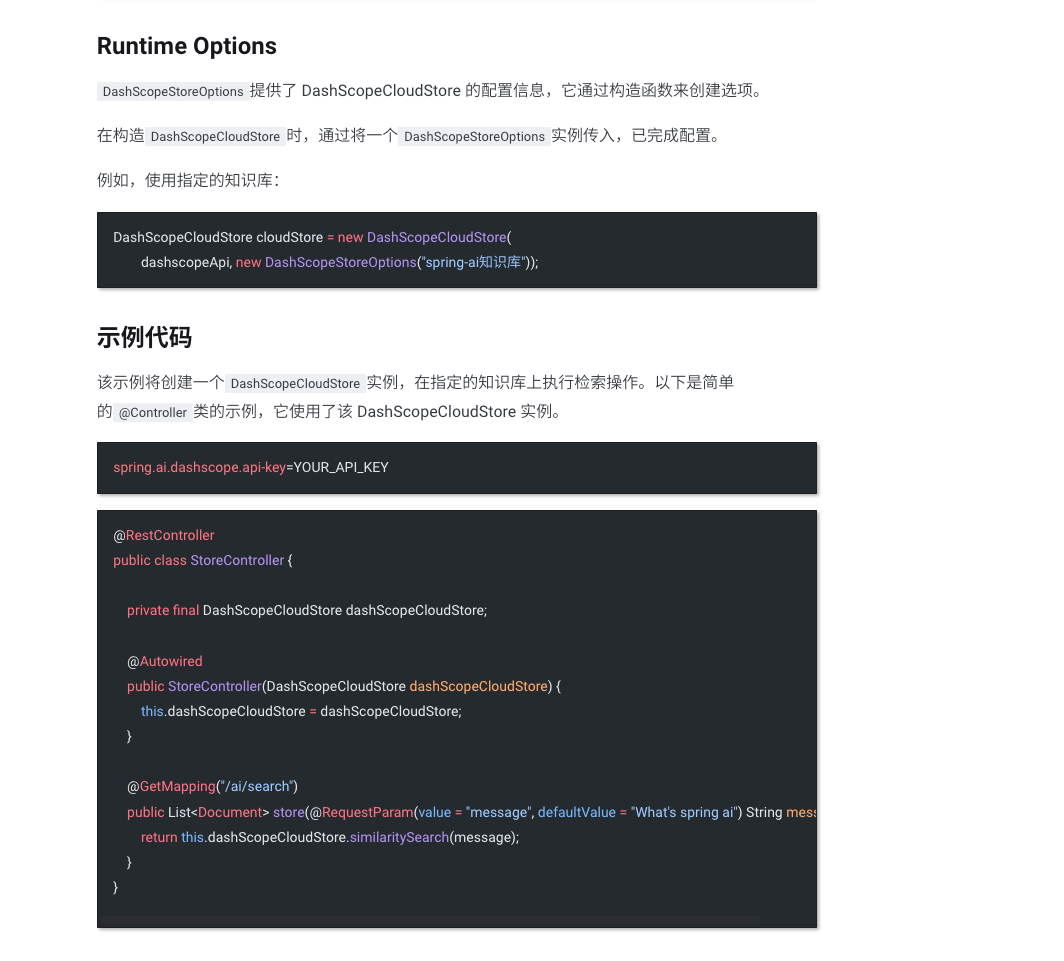 Runtime Options
DashScopeStoreOptions 提供了 DashScopeCloudStore 的配置信息，它通过构造函数来创建选项。
在构造 DashScopeCloudStore 时，通过将一个 DashScopeStoreOptions 实例传入，已完成配置。
例如，使用指定的知识库：
DashScopeCloudStore cloudStore = new DashScopeCloudStore(
dashscopeApi, new DashScopeStoreOptions("spring-ai知识库"));
示例代码
该示例将创建一个 DashScopeCloudStore 实例，在指定的知识库上执行检索操作。以下是简单
的 @Controller 类的示例，它使用了该 DashScopeCloudStore 实例。
spring.ai.dashscope.api-key=YOUR_API_KEY
@RestController
public class StoreController {
private final DashScopeCloudStore dashScopeCloudStore;
@Autowired
public StoreController(DashScopeCloudStore dashScopeCloudStore) {
this.dashScopeCloudStore = dashScopeCloudStore;
}
@GetMapping("/ai/search")
public List<Document> store(@RequestParam(value = "message", defaultValue = "What's spring ai") String mess
return this.dashScopeCloudStore.similaritySearch(message);
}
}